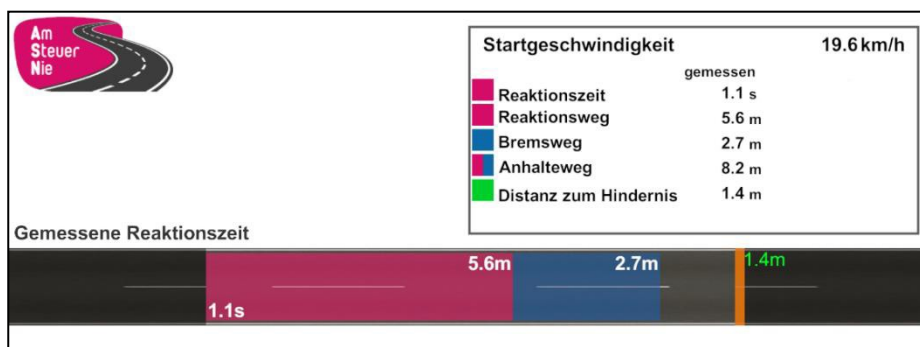 Am
Steuer
Nie
Startgeschwindigkeit 19.6 km/h
gemessen
Reaktionszeit 1.1 s
Reaktionsweg 5.6 m
Bremsweg 2.7 m
Anhalteweg 8.2 m
Distanz zum Hindernis 1.4 m
Gemessene Reaktionszeit
5.6m 2.7m 1.4m
1.1s